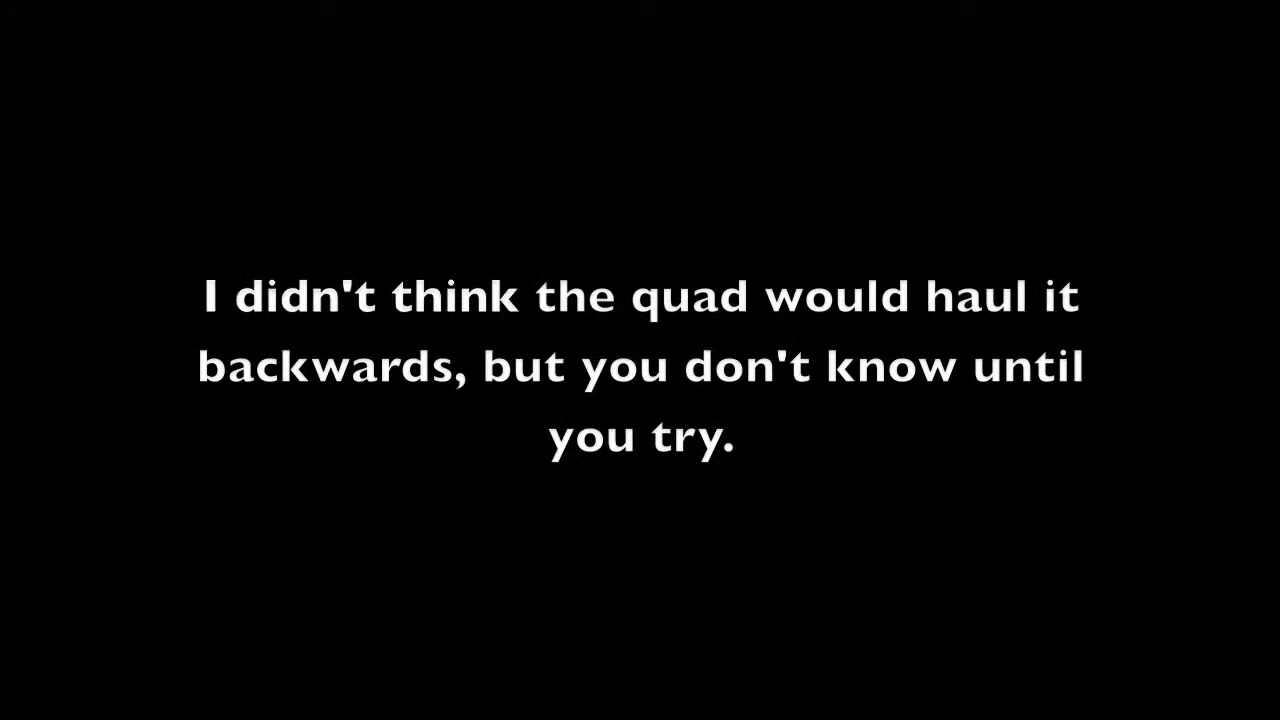 I didn't think the quad would haul it
backwards, but you don't know until
you try.